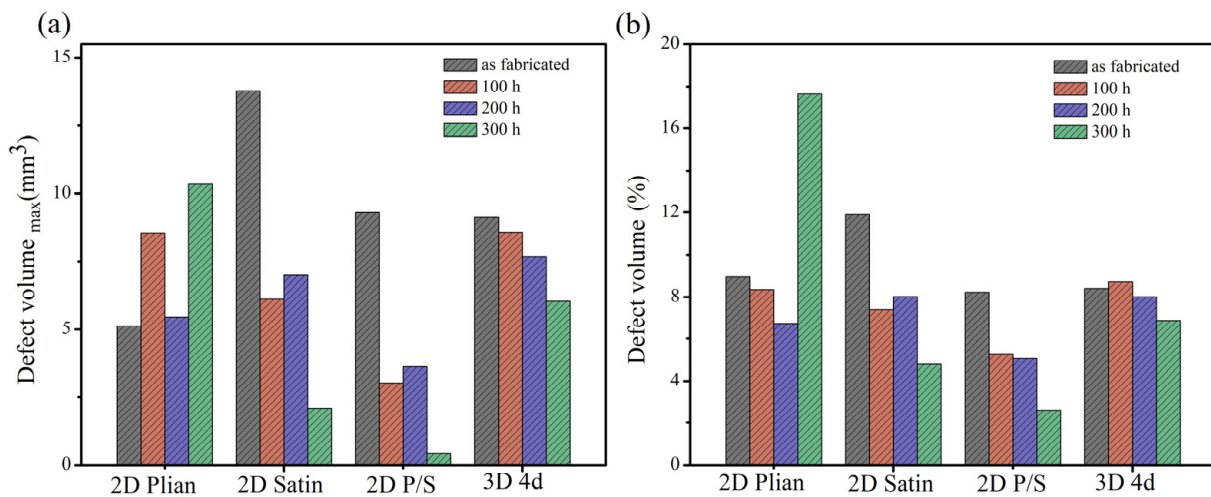 (a)
Defect volume max(mm³)
15
10
5
0
as fabricated
100 h
200 h
300 h
2D Plian
2D Satin
2D P/S
3D 4d
(b)
Defect volume (%)
20
16
12
8
4
0
as fabricated
100 h
200 h
300 h
2D Plian
2D Satin
2D P/S
3D 4d